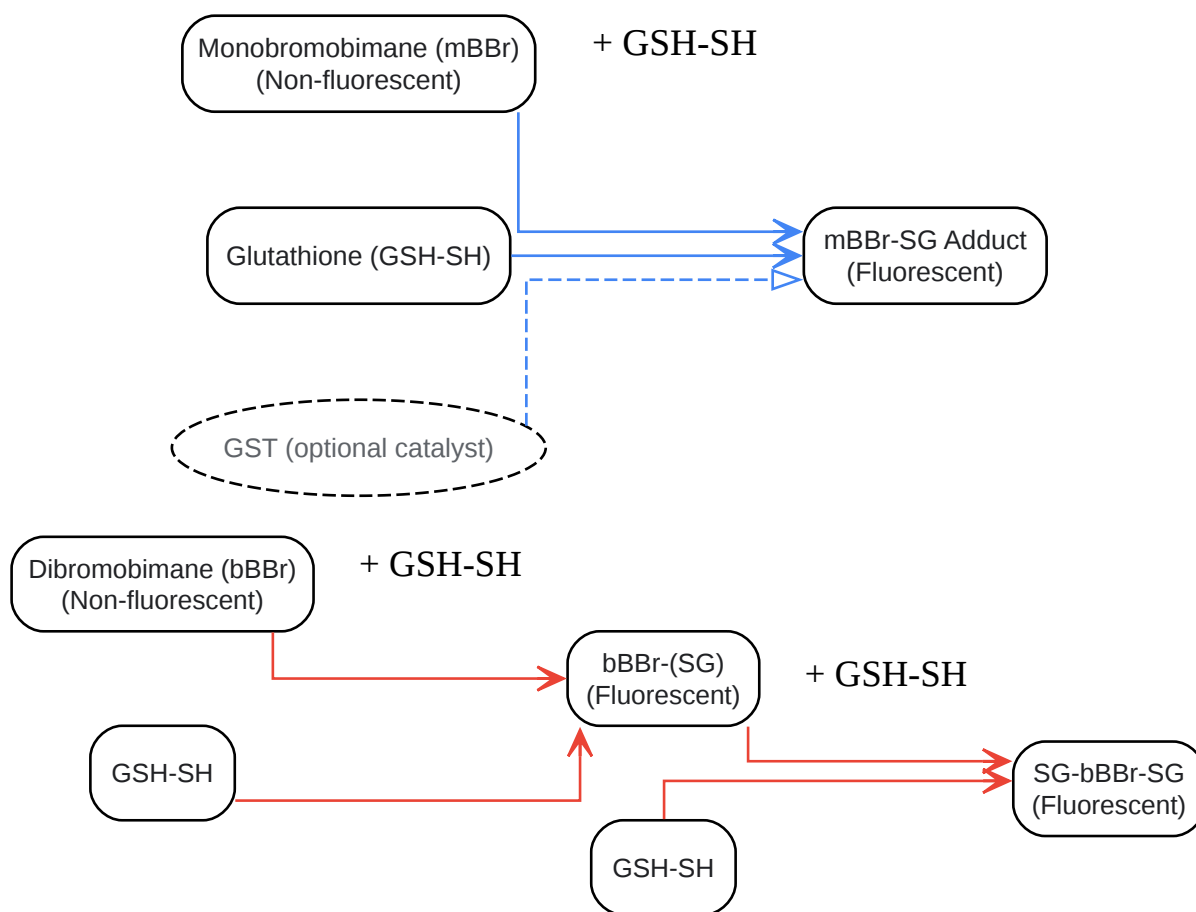 Monobromobimane (mBBr)
(Non-fluorescent)
+ GSH-SH
Glutathione (GSH-SH)
mBBr-SG Adduct
(Fluorescent)
GST (optional catalyst)
Dibromobimane (bBBr)
(Non-fluorescent)
+ GSH-SH
bBBr-(SG)
(Fluorescent)
+ GSH-SH
GSH-SH
SG-bBBr-SG
(Fluorescent)
GSH-SH